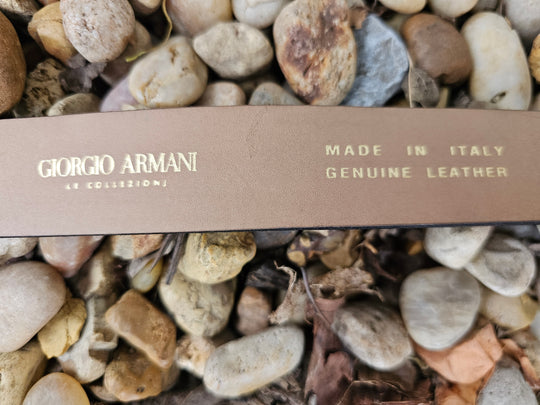 GIORGIO ARMANI
LE COLLEZIONI
MADE IN ITALY
GENUINE LEATHER